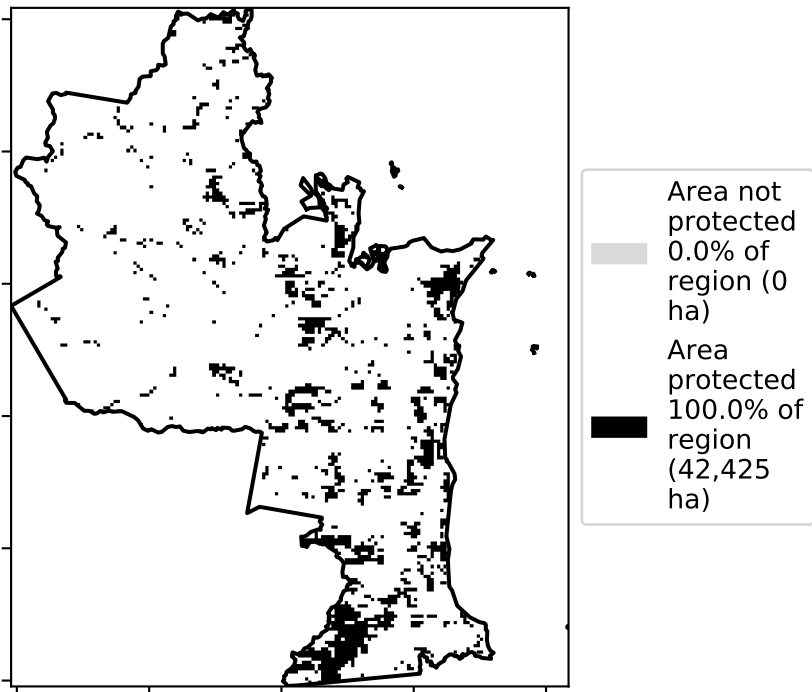 Area not
protected
0.0% of
region (0
ha)
Area
protected
100.0% of
region
(42,425
ha)